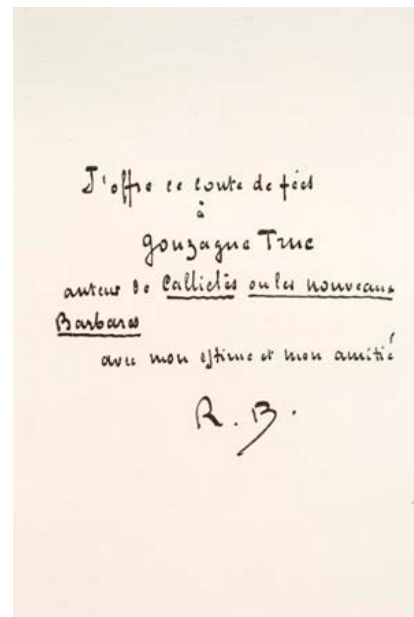 J'offre ce conte de fées
à
Gonzague Truc
auteur de Calliclès ou les nouveaux
Barbares
avec mon estime et mon amitié
R. B.